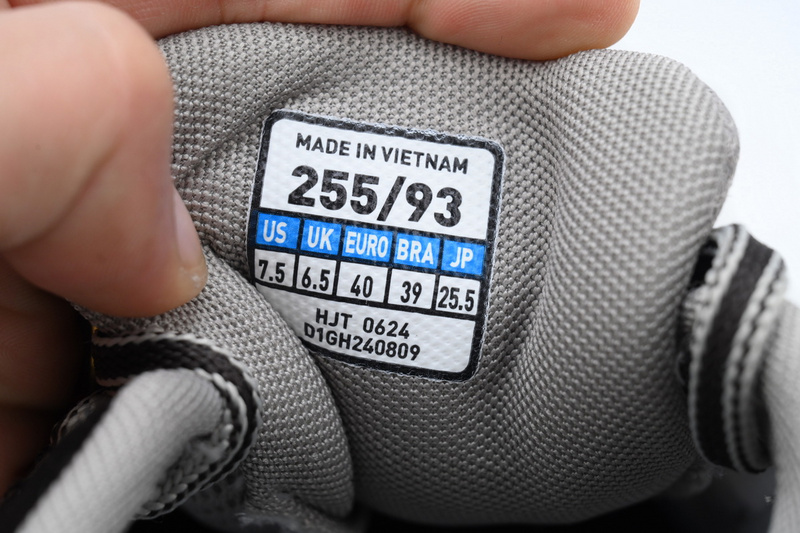 MADE IN VIETNAM
255/93
US UK EURO BRA JP
7.5 6.5 40 39 25.5
HJT 0624
D1GH240809